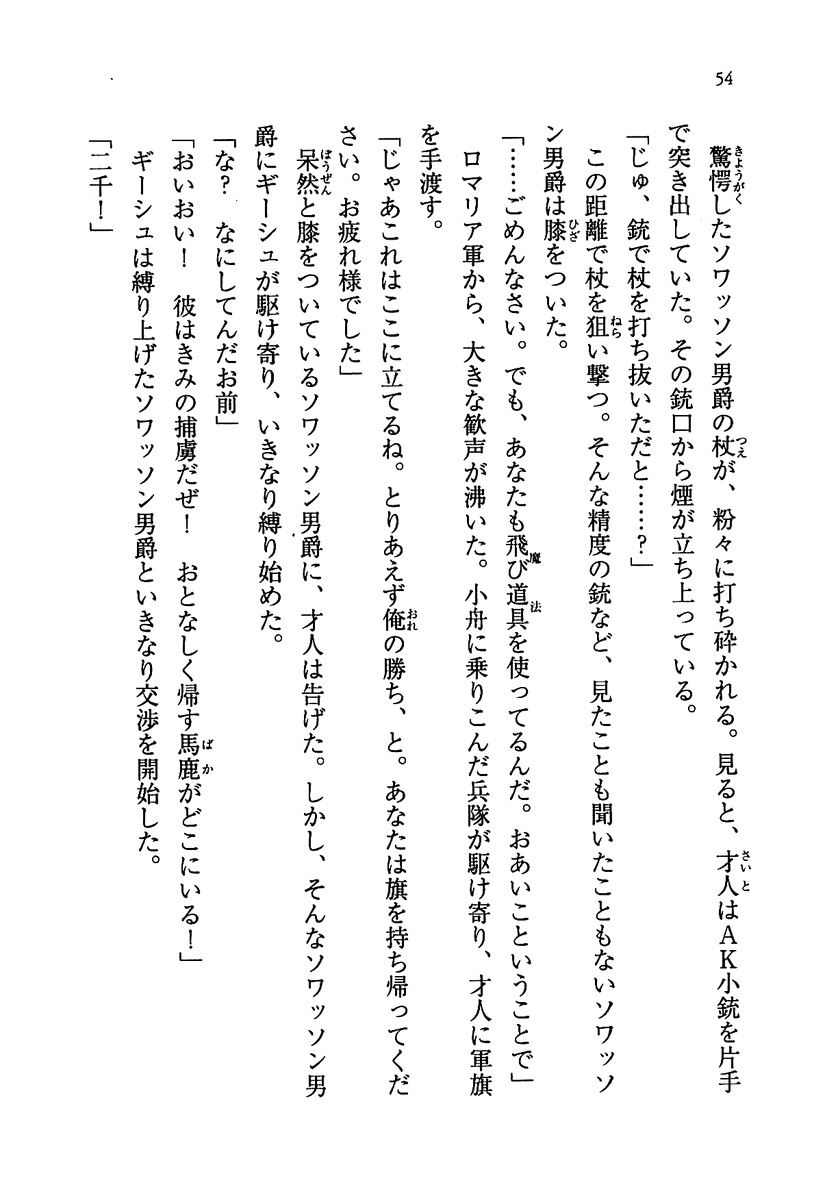 54
驚愕したソワッソン男爵の杖が、粉々に打ち砕かれる。見ると、才人はAK小銃を片手
で突き出していた。その銃口から煙が立ち上っている。
「じゅ、銃で杖を打ち抜いただと……?」
この距離で杖を狙い撃つ。そんな精度の銃など、見たことも聞いたこともないソワッソ
ン男爵は膝をついた。
「……ごめんなさい。でも、あなたも飛び道具を使ってるんだ。おあいこということで」
ロマリア軍から、大きな歓声が沸いた。小舟に乗りこんだ兵隊が駆け寄り、才人に軍旗
を手渡す。
「じゃあこれはここに立てるね。とりあえず俺の勝ち、と。あなたは旗を持ち帰ってくだ
さい。お疲れ様でした」
呆然と膝をついているソワッソン男爵に、才人は告げた。しかし、そんなソワッソン男
爵にギーシュが駆け寄り、いきなり縛り始めた。
「な? なにしてんだお前」
「おいおい! 彼はきみの捕虜だぜ! おとなしく帰す馬鹿がどこにいる!」
ギーシュは縛り上げたソワッソン男爵といきなり交渉を開始した。
「二千!」